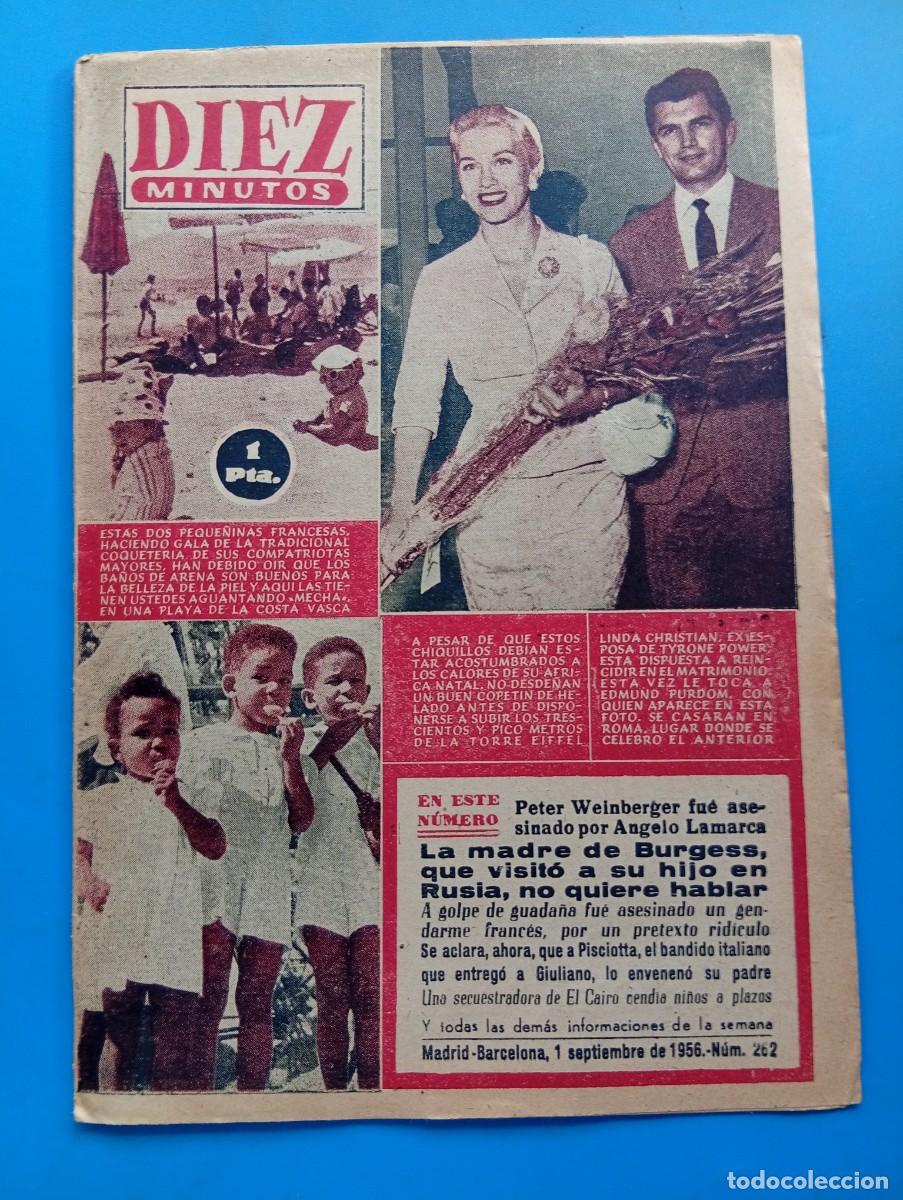 DIEZ
MINUTOS
1
Pta.
ESTAS DOS PEQUEÑINAS FRANCESAS,
HACIENDO GALA DE LA TRADICIONAL
COQUETERIA, DE SUS COMPATRIOTAS
MAYORES, HAN DEBIDO OIR QUE LOS
BAÑOS DE ARENA SON BUENOS PARA
LA BELLEZA DE LA PIEL Y AQUI LAS TIE-
NEN USTEDES AGUANTANDO «MECHA»
EN UNA PLAYA DE LA COSTA VASCA
A PESAR DE QUE ESTOS
CHIQUILLOS DEBIAN ES-
TAR ACOSTUMBRADOS A
LOS CALORES DE SU AFRI-
CA NATAL, NO DESDEÑAN
UN BUEN COPETIN DE HE-
LADO ANTES DE DISPO-
NERSE A SUBIR LOS TRES-
CIENTOS Y PICO METROS
DE LA TORRE EIFFEL
LINDA CHRISTIAN, EX ES-
POSA DE TYRONE POWER,
ESTA DISPUESTA A REIN-
CIDIR EN EL MATRIMONIO.
ESTA VEZ LE TOCA A
EDMUND PURDOM, CON
QUIEN APARECE EN ESTA
FOTO. SE CASARAN EN
ROMA, LUGAR DONDE SE
CELEBRO EL ANTERIOR
EN ESTE
NÚMERO
Peter Weinberger fué ase-
sinado por Angelo Lamarca
La madre de Burgess,
que visitó a su hijo en
Rusia, no quiere hablar
A golpe de guadaña fué asesinado un gen-
darme francés, por un pretexto ridículo
Se aclara, ahora, que a Pisciotta, el bandido italiano
que entregó a Giuliano, lo envenenó su padre
Una secuestradora de El Cairo cendia niños a plazos
Y todas las demás informaciones de la semana
Madrid-Barcelona, 1 septiembre de 1956.-Núm. 262
todocoleccion